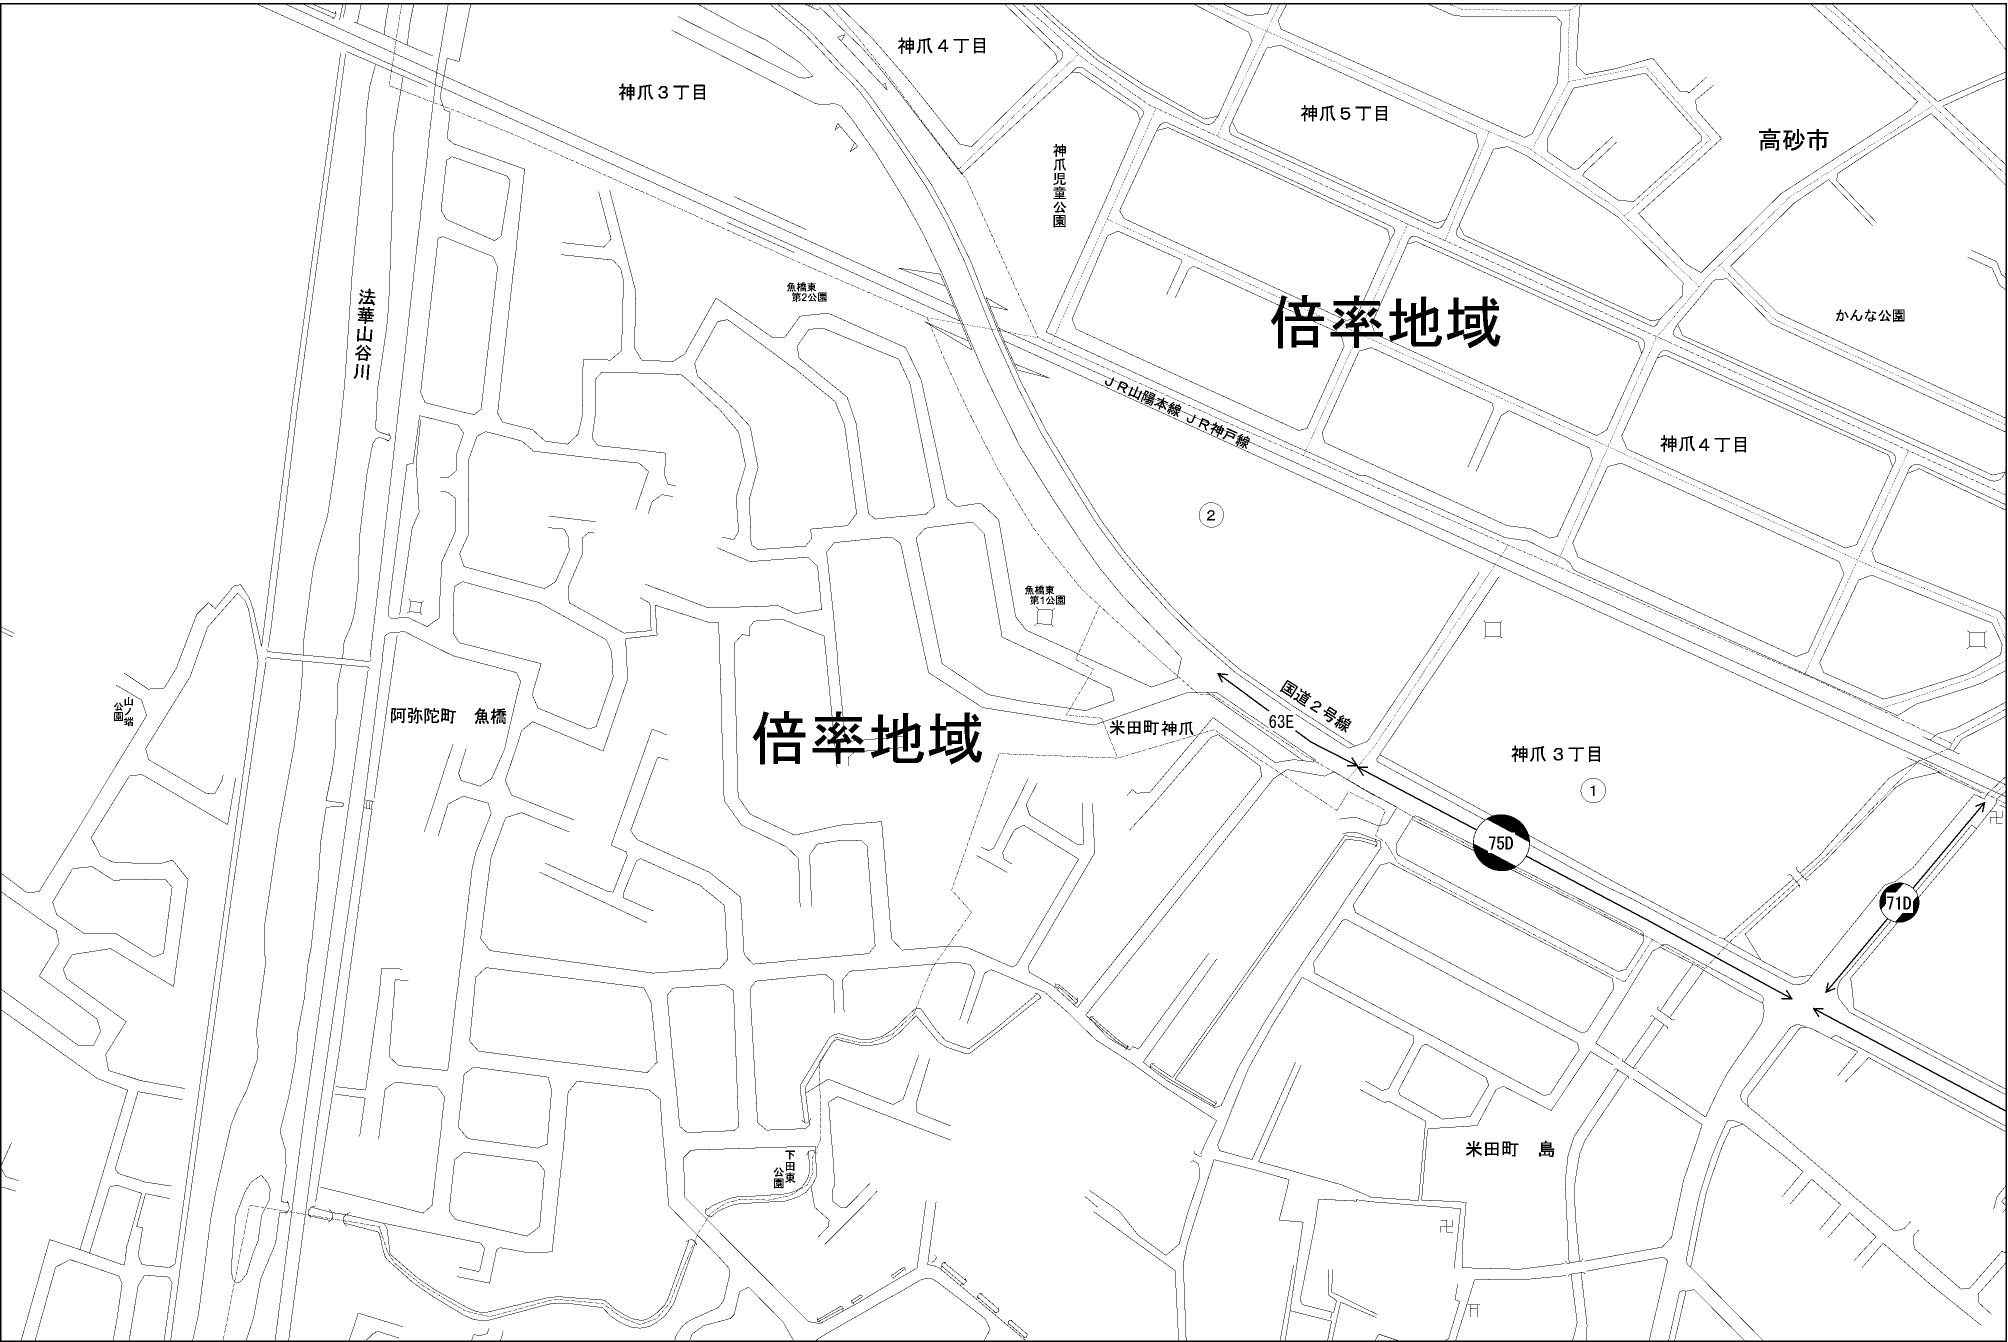 神爪４丁目
神爪３丁目
神爪５丁目
高砂市
神爪児童公園
法華山谷川
魚橋東
第2公園
倍率地域
かんな公園
ＪＲ山陽本線 ＪＲ神戸線
神爪４丁目
2
魚橋東
第1公園
山ノ端
公園
阿弥陀町　魚橋
倍率地域
米田町神爪
国道２号線
63E
神爪３丁目
1
75D
71D
下田東
公園
米田町　島